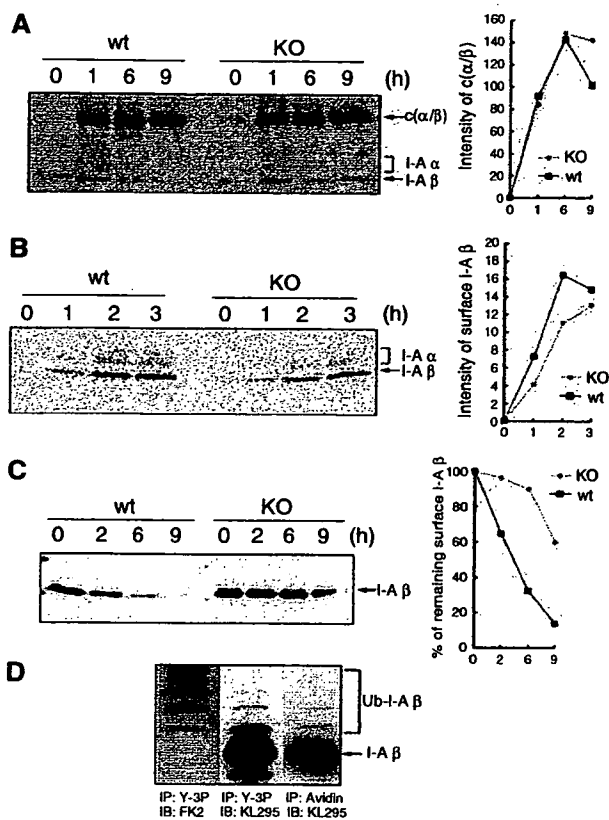 A
wt KO
0 1 6 9 0 1 6 9 (h)
c(α/β)
I-A α
I-A β
Intensity of c(α/β)
160
140
120
100
80
60
40
20
0
0 1 6 9
KO
wt
B
wt KO
0 1 2 3 0 1 2 3 (h)
I-A α
I-A β
Intensity of surface I-A β
20
18
16
14
12
10
8
6
4
2
0
0 1 2 3
KO
wt
C
wt KO
0 2 6 9 0 2 6 9 (h)
I-A β
% of remaining surface I-A β
100
80
60
40
20
0
0 2 6 9
KO
wt
D
Ub-I-A β
I-A β
IP: Y-3P IP: Y-3P IP: Avidin
IB: FK2 IB: KL295 IB: KL295